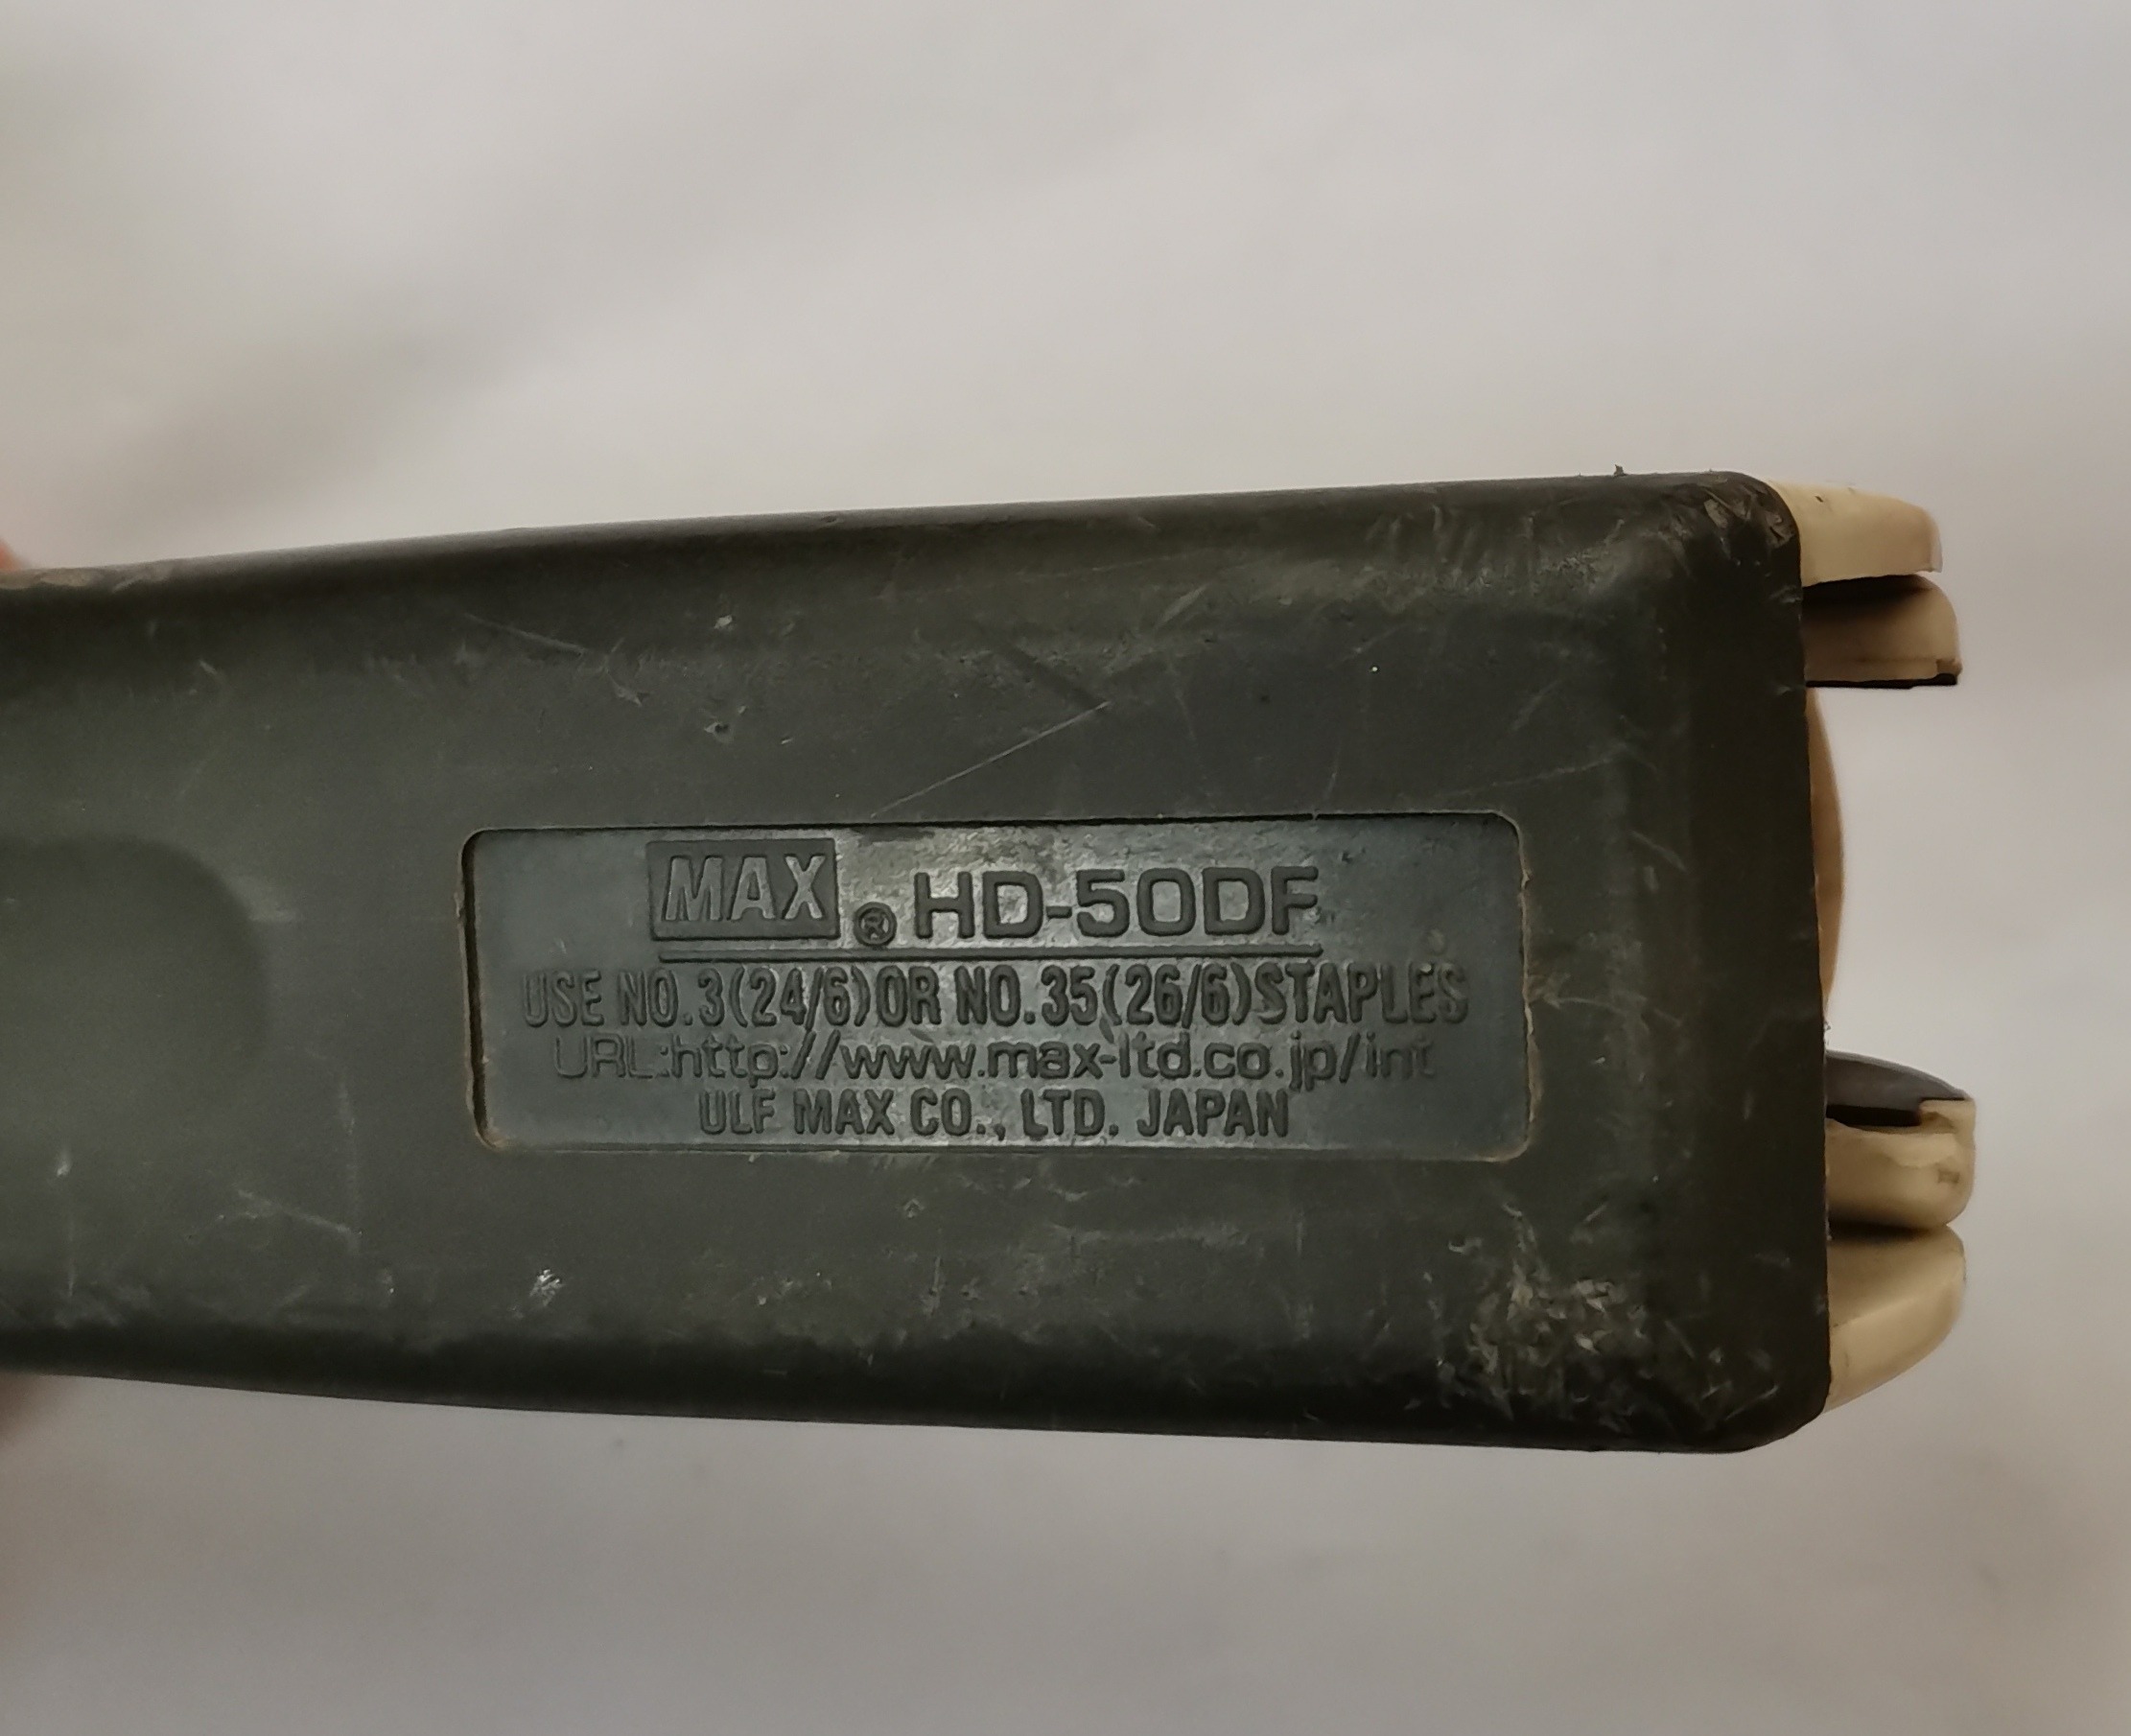 MAX ® HD-50DF
USE NO.3(24/6)OR NO.35(26/6)STAPLES
URL:http://www.max-ltd.co.jp/int
ULF MAX CO., LTD. JAPAN